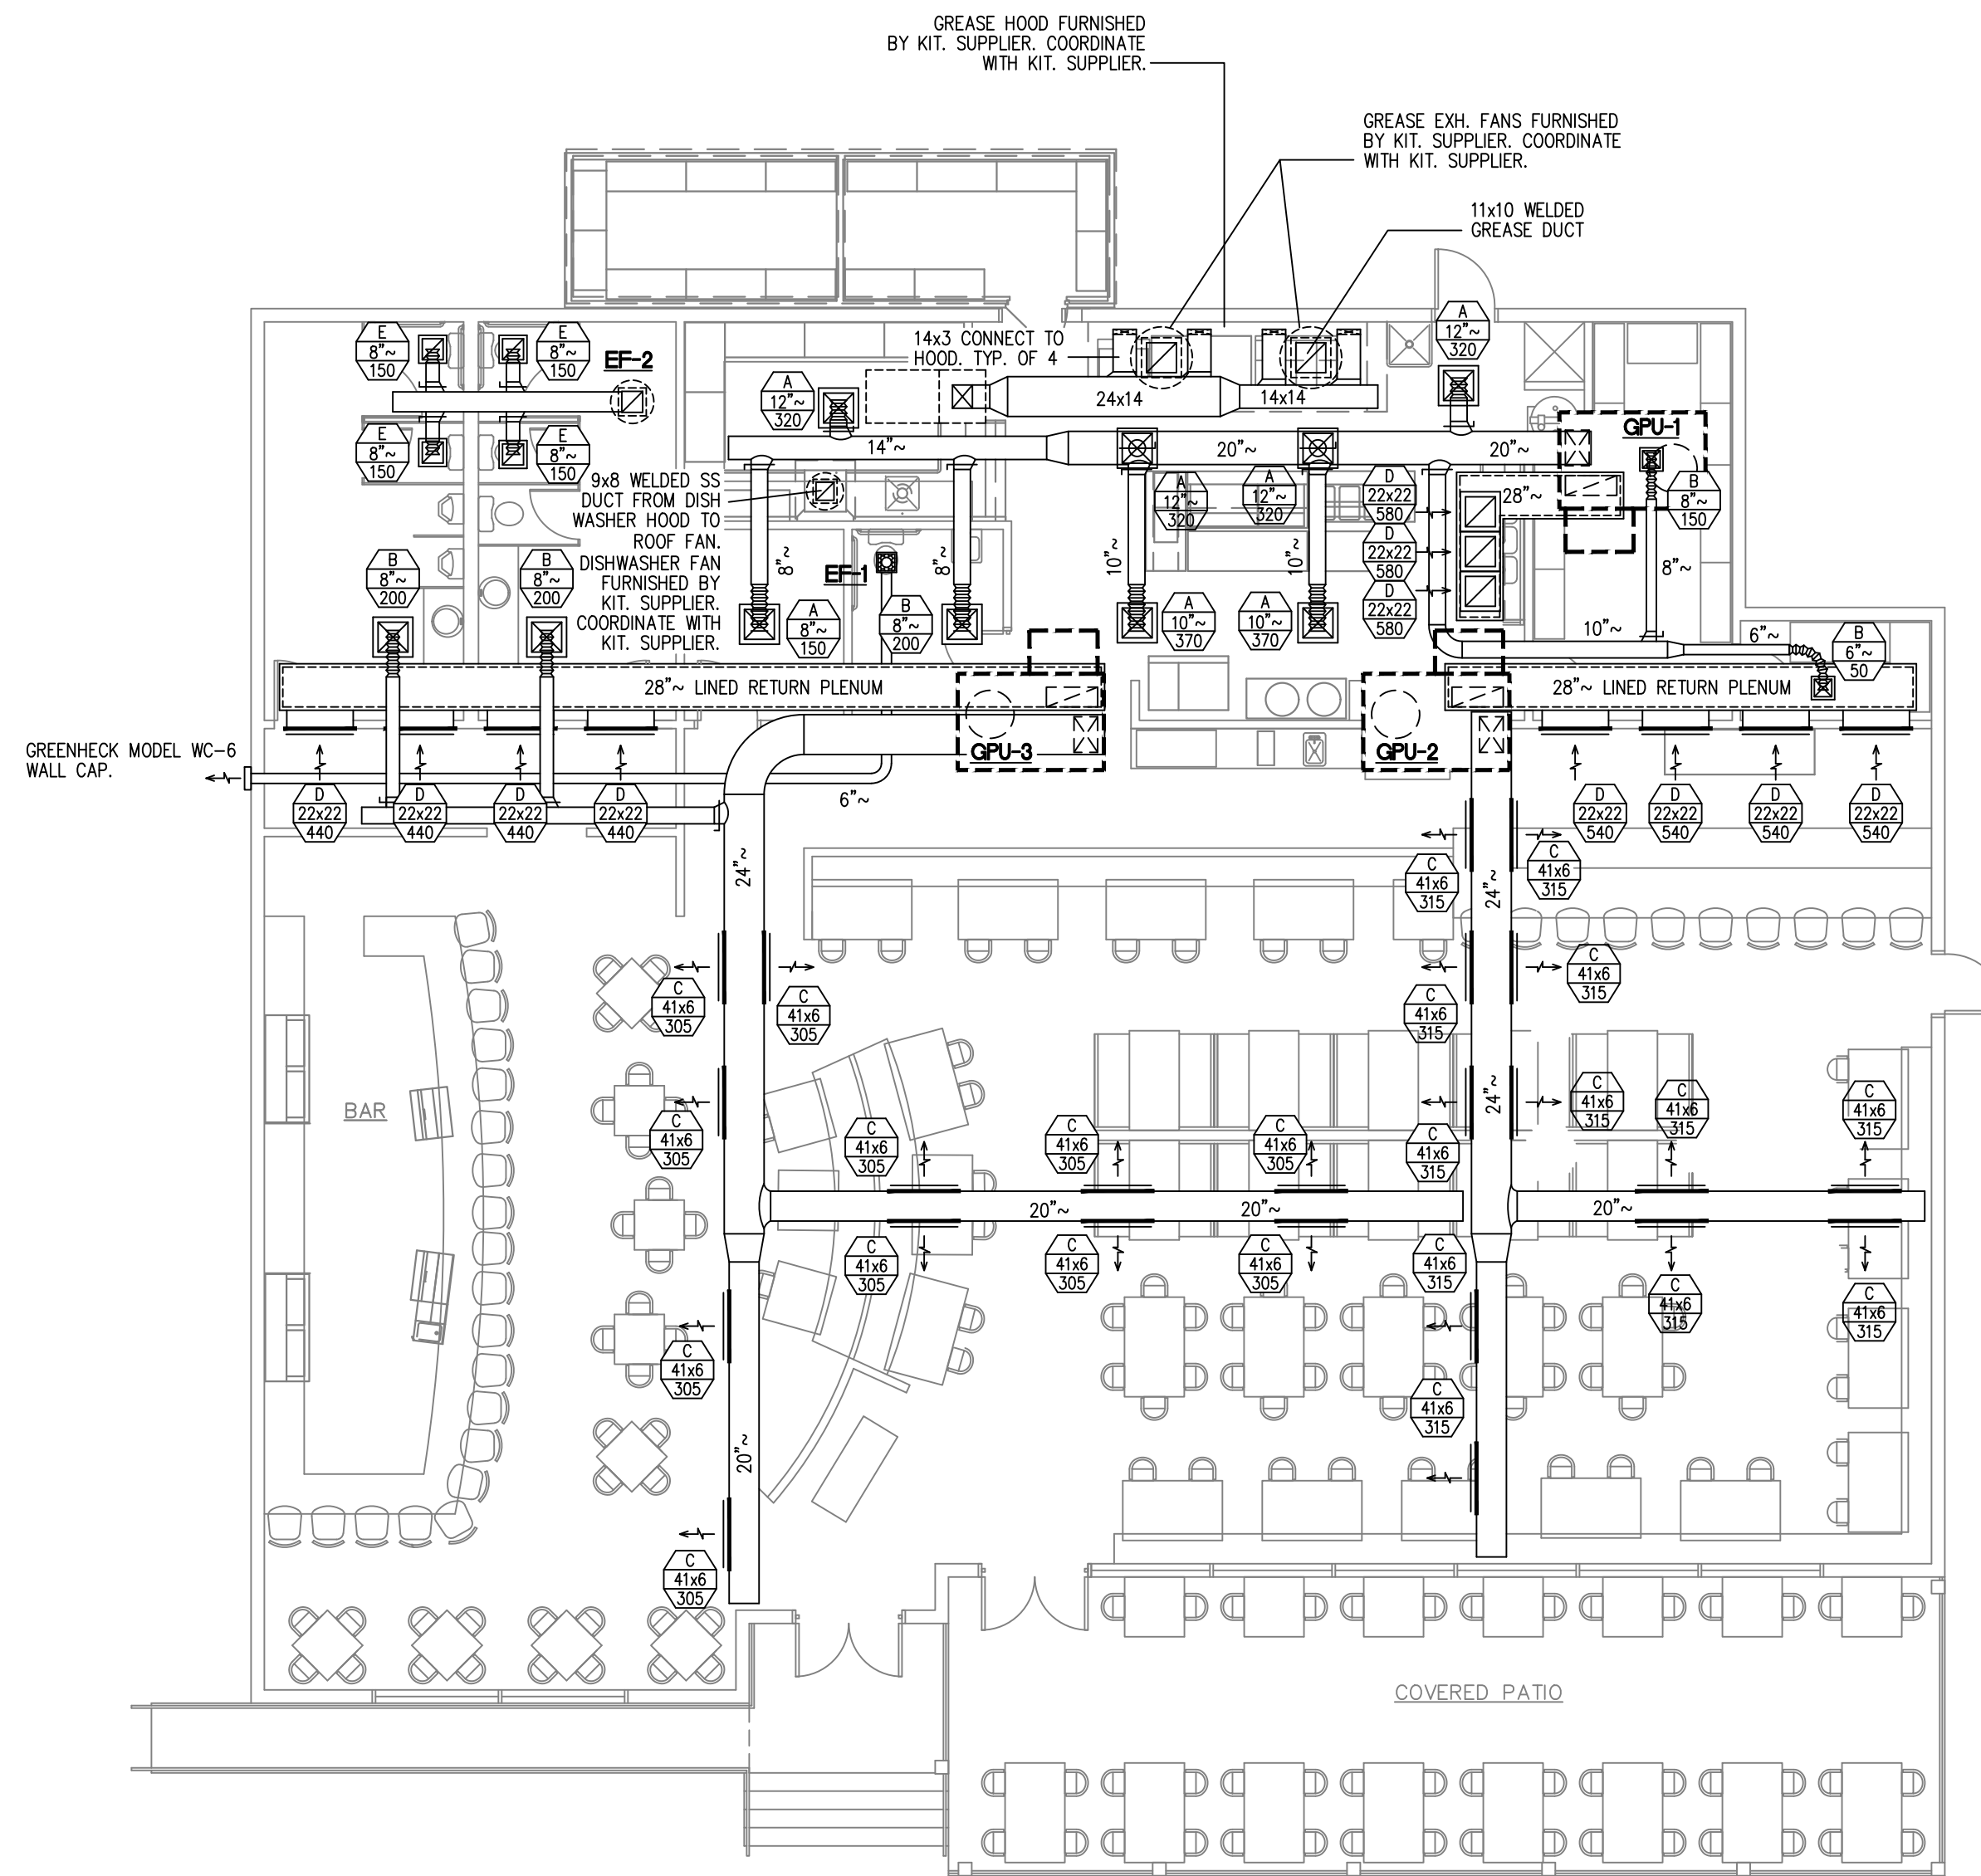 GREASE HOOD FURNISHED
BY KIT. SUPPLIER. COORDINATE
WITH KIT. SUPPLIER.
GREASE EXH. FANS FURNISHED
BY KIT. SUPPLIER. COORDINATE
WITH KIT. SUPPLIER.
11x10 WELDED
GREASE DUCT
14x3 CONNECT TO
HOOD. TYP. OF 4
E
8"~
150
E
8"~
150
EF-2
A
12"~
320
24x14
14x14
A
12"~
320
E
8"~
150
E
8"~
150
14"~
20"~
20"~
GPU-1
9x8 WELDED SS
DUCT FROM DISH
WASHER HOOD TO
ROOF FAN.
DISHWASHER FAN
FURNISHED BY
KIT. SUPPLIER.
COORDINATE WITH
KIT. SUPPLIER.
A
12"~
320
A
12"~
320
D
22x22
580
D
22x22
580
D
22x22
580
28"~
B
8"~
150
8"~
8"~
10"~
10"~
8"~
EF-1
B
8"~
200
B
8"~
200
A
8"~
150
B
8"~
200
A
10"~
370
A
10"~
370
10"~
6"~
B
6"~
50
28"~ LINED RETURN PLENUM
28"~ LINED RETURN PLENUM
GPU-3
GPU-2
GREENHECK MODEL WC-6
WALL CAP.
6"~
D
22x22
440
D
22x22
440
D
22x22
440
D
22x22
440
D
22x22
540
D
22x22
540
D
22x22
540
D
22x22
540
24"~
24"~
C
41x6
315
C
41x6
315
C
41x6
305
C
41x6
305
C
41x6
315
C
41x6
315
BAR
24"~
C
41x6
305
C
41x6
305
C
41x6
305
C
41x6
305
C
41x6
315
C
41x6
315
C
41x6
315
C
41x6
315
20"~
20"~
20"~
C
41x6
305
C
41x6
305
C
41x6
305
C
41x6
315
C
41x6
315
C
41x6
315
C
41x6
305
C
41x6
315
20"~
C
41x6
305
COVERED PATIO